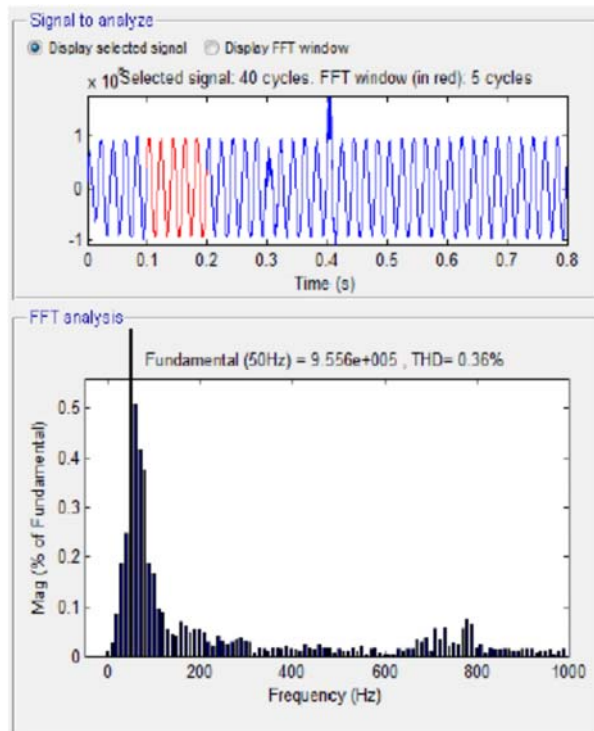 Signal to analyze
Display selected signal Display FFT window
Selected signal: 40 cycles. FFT window (in red): 5 cycles
1
0
-1
0 0.1 0.2 0.3 0.4 0.5 0.6 0.7 0.8
Time (s)
FFT analysis
Fundamental (50Hz) = 9.556e+005 , THD= 0.36%
Mag (% of Fundamental)
0.5
0.4
0.3
0.2
0.1
0
0 200 400 600 800 1000
Frequency (Hz)